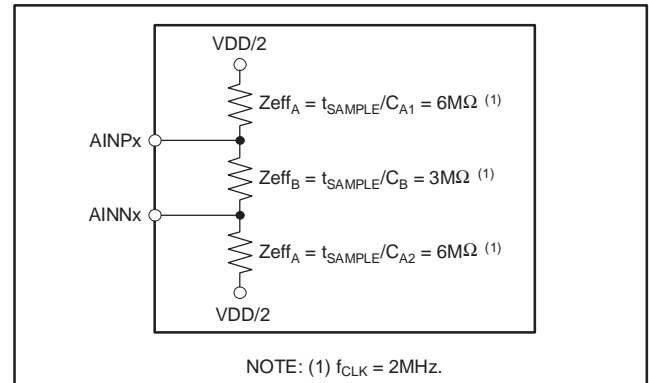 VDD/2
Zeff_A = t_SAMPLE/C_A1 = 6MΩ (1)
AINPx
Zeff_B = t_SAMPLE/C_B = 3MΩ (1)
AINNx
Zeff_A = t_SAMPLE/C_A2 = 6MΩ (1)
VDD/2
NOTE: (1) f_CLK = 2MHz.